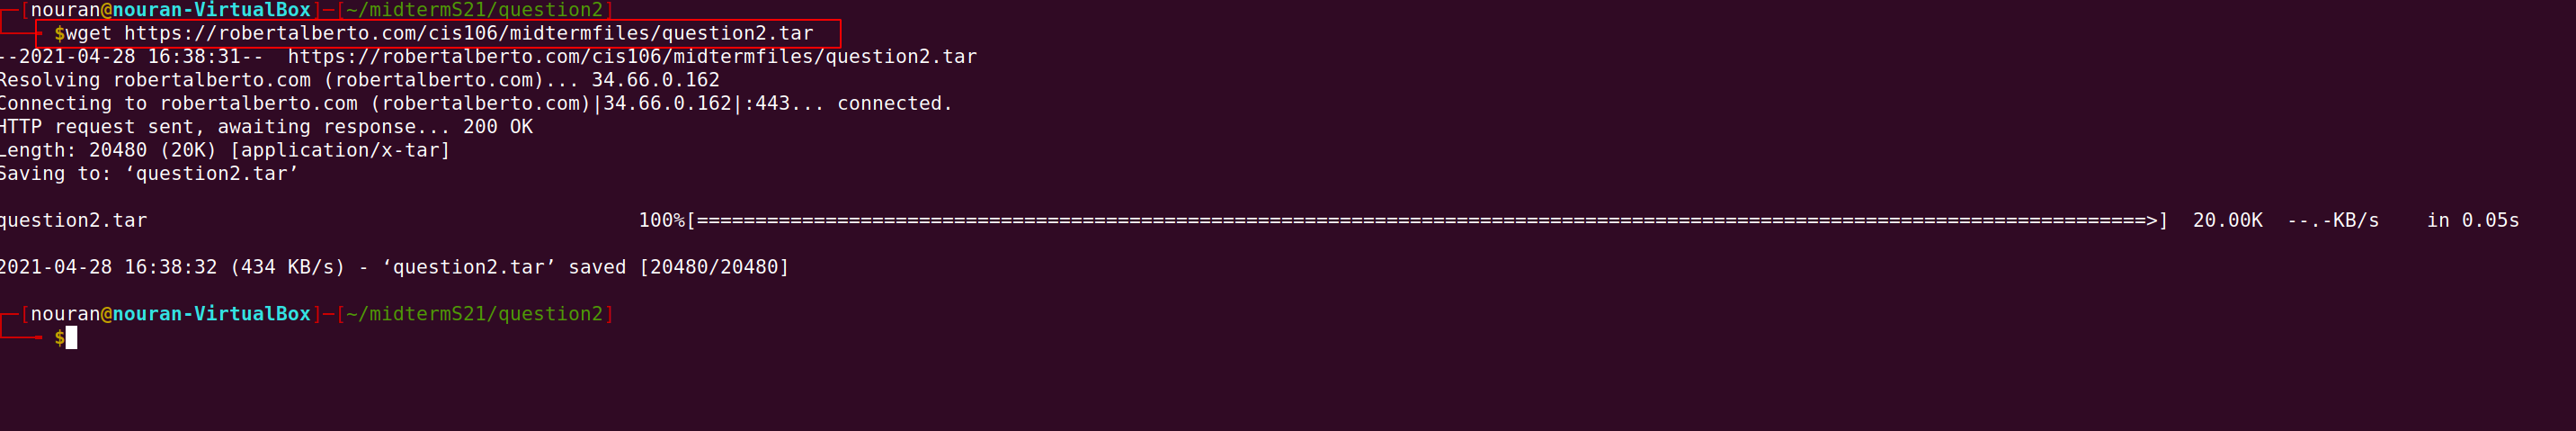 [nouran@nouran-VirtualBox]—[~/midtermS21/question2]
$wget https://robertalberto.com/cis106/midtermfiles/question2.tar
--2021-04-28 16:38:31--  https://robertalberto.com/cis106/midtermfiles/question2.tar
Resolving robertalberto.com (robertalberto.com)... 34.66.0.162
Connecting to robertalberto.com (robertalberto.com)|34.66.0.162|:443... connected.
HTTP request sent, awaiting response... 200 OK
Length: 20480 (20K) [application/x-tar]
Saving to: ‘question2.tar’
question2.tar 100%[============================================================================================================================>] 20.00K --.-KB/s in 0.05s
2021-04-28 16:38:32 (434 KB/s) - ‘question2.tar’ saved [20480/20480]
[nouran@nouran-VirtualBox]—[~/midtermS21/question2]
$